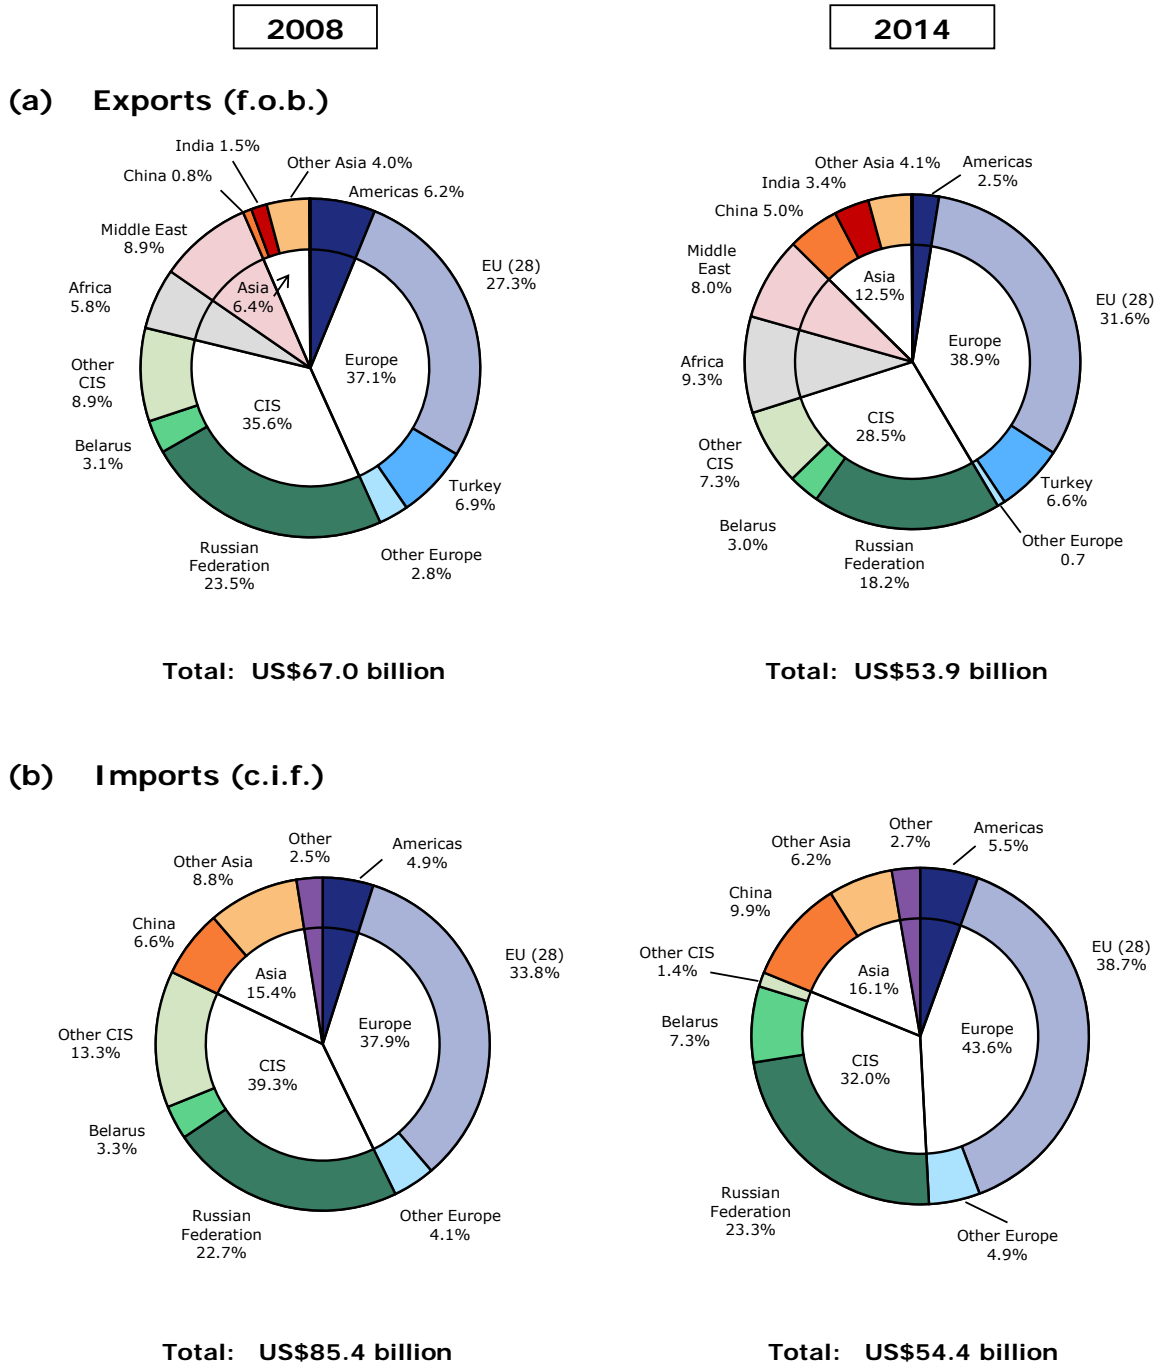 2008
2014
(a) Exports (f.o.b.)
India 1.5%
China 0.8%
Other Asia 4.0%
Americas 6.2%
Middle East
8.9%
Africa
5.8%
Other
CIS
8.9%
Belarus
3.1%
Russian
Federation
23.5%
Other Europe
2.8%
Turkey
6.9%
EU (28)
27.3%
Asia
6.4%
Europe
37.1%
CIS
35.6%
Total: US$67.0 billion
Other Asia 4.1%
India 3.4%
China 5.0%
Americas
2.5%
Middle
East
8.0%
Africa
9.3%
Other
CIS
7.3%
Belarus
3.0%
Russian
Federation
18.2%
Other Europe
0.7
Turkey
6.6%
EU (28)
31.6%
Asia
12.5%
Europe
38.9%
CIS
28.5%
Total: US$53.9 billion
(b) Imports (c.i.f.)
Other
2.5%
Americas
4.9%
Other Asia
8.8%
China
6.6%
Other CIS
13.3%
Belarus
3.3%
Russian
Federation
22.7%
Other Europe
4.1%
EU (28)
33.8%
Asia
15.4%
Europe
37.9%
CIS
39.3%
Total: US$85.4 billion
Other
2.7%
Americas
5.5%
Other Asia
6.2%
China
9.9%
Other CIS
1.4%
Belarus
7.3%
Russian
Federation
23.3%
Other Europe
4.9%
EU (28)
38.7%
Asia
16.1%
Europe
43.6%
CIS
32.0%
Total: US$54.4 billion